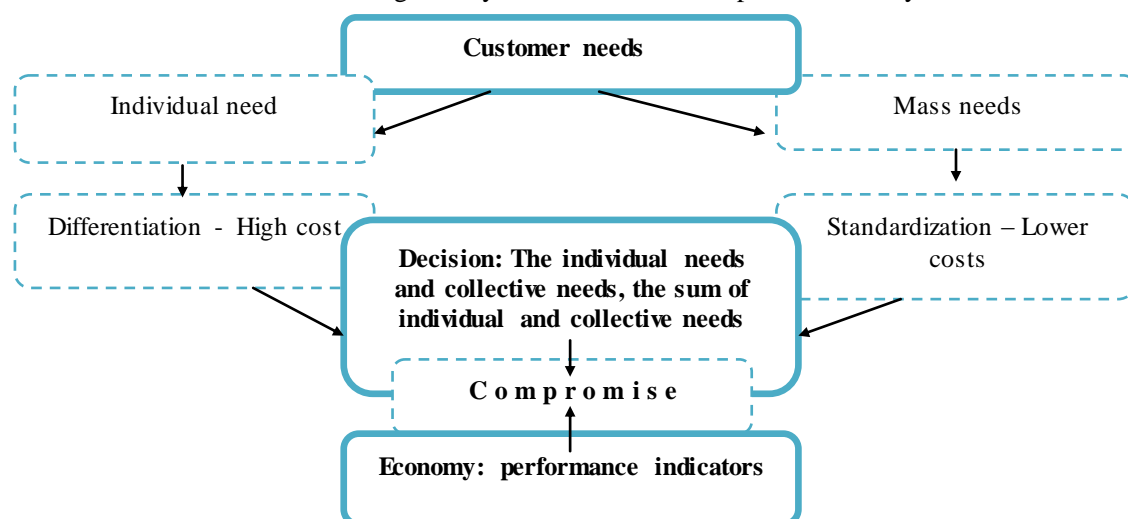 Customer needs
Individual need
Mass needs
Differentiation - High cost
Standardization – Lower
costs
Decision: The individual needs
and collective needs, the sum of
individual and collective needs
Compromise
Economy: performance indicators